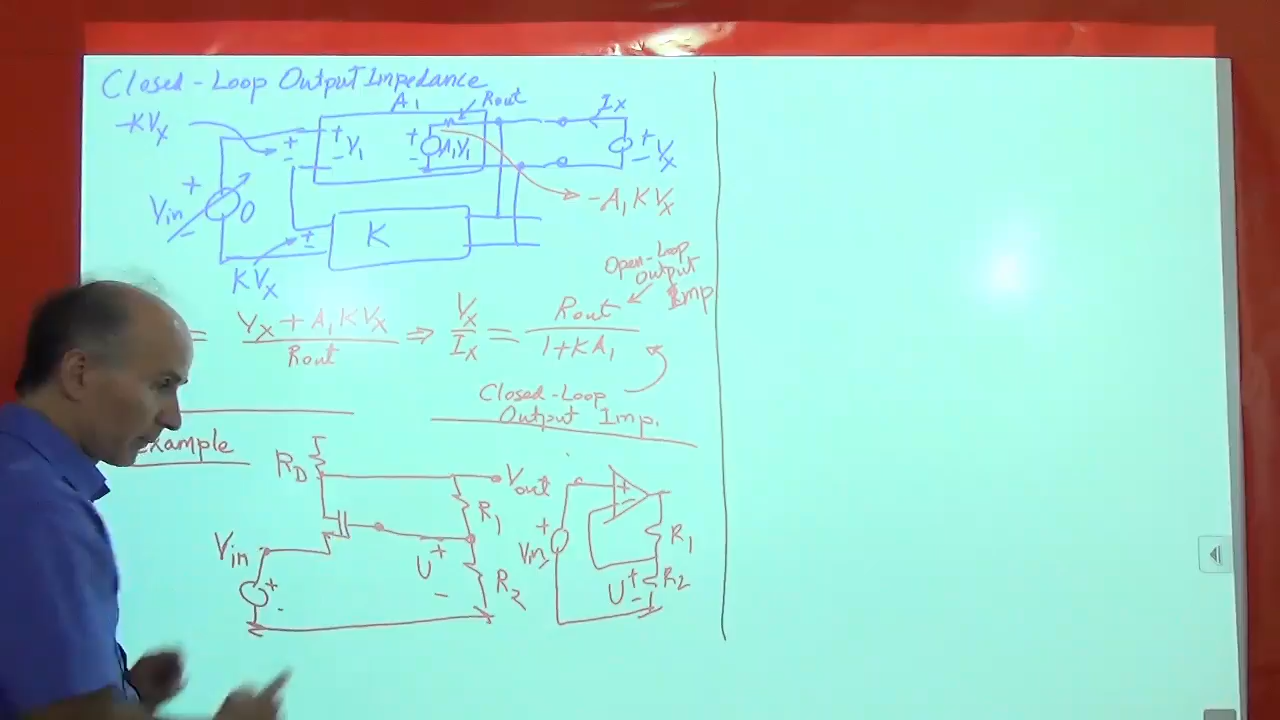 Closed-Loop Output Impedance
A₁ Rout Iₓ
-KVₓ + - + V₁ - + A₁V₁ - + Vₓ -
Vin + - 0 -A₁KVₓ
K
+ -
KVₓ
Open-Loop
Output
Imp
= Vₓ + A₁KVₓ / Rout ⇒ Vₓ / Iₓ = Rout / 1+KA₁
Closed-Loop
Output Imp.
Example
R_D Vout
R₁ Vin + - U + - R₂
+ - Vin + - R₁ U + - R₂